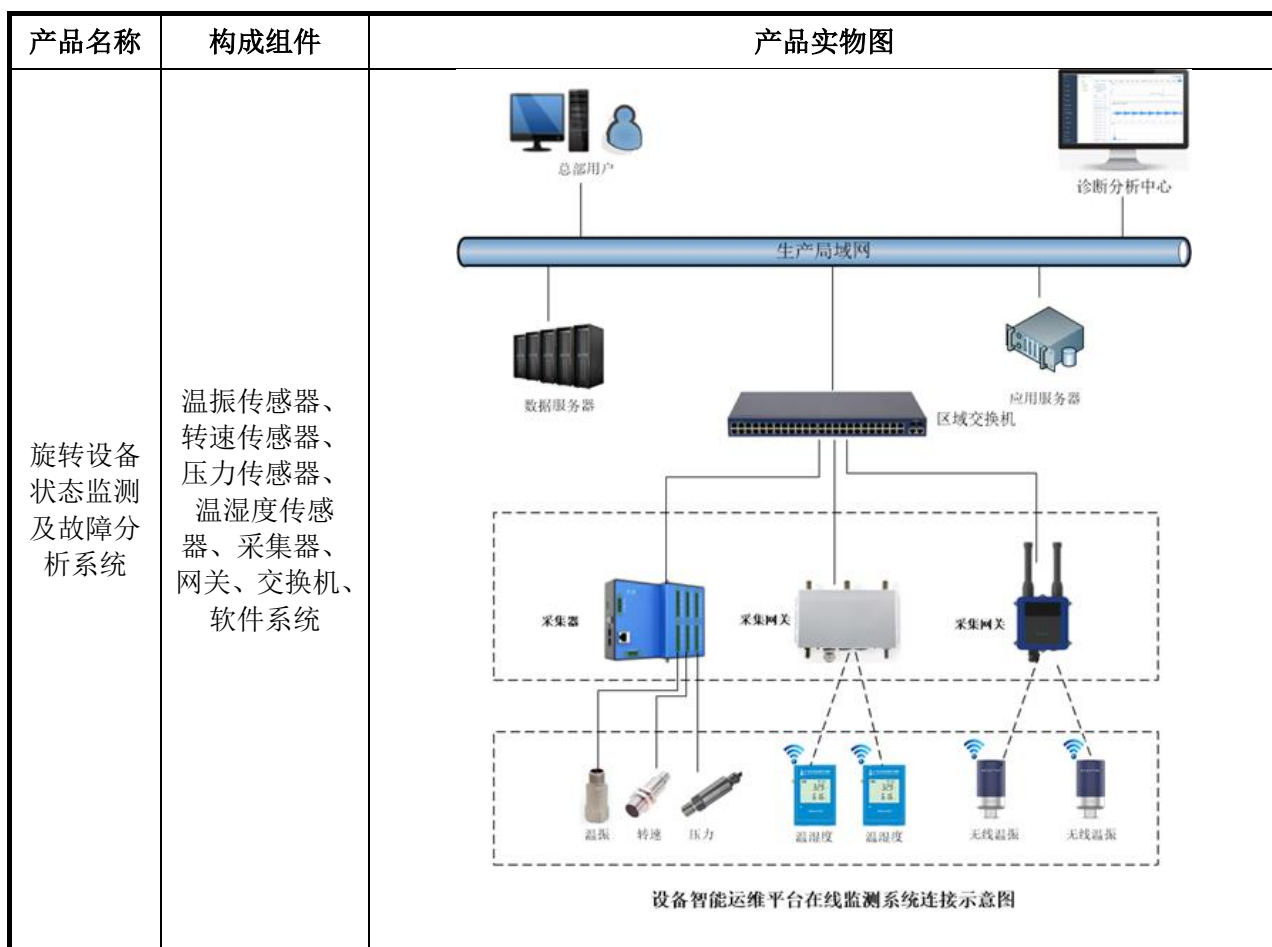 产品名称
构成组件
产品实物图
旋转设备
状态监测
及故障分
析系统
温振传感器、
转速传感器、
压力传感器、
温湿度传感
器、采集器、
网关、交换机、
软件系统
总部用户
诊断分析中心
生产局域网
数据服务器
应用服务器
区域交换机
采集器
采集网关
采集网关
温振
转速
压力
温湿度
温湿度
无线温振
无线温振
设备智能运维平台在线监测系统连接示意图